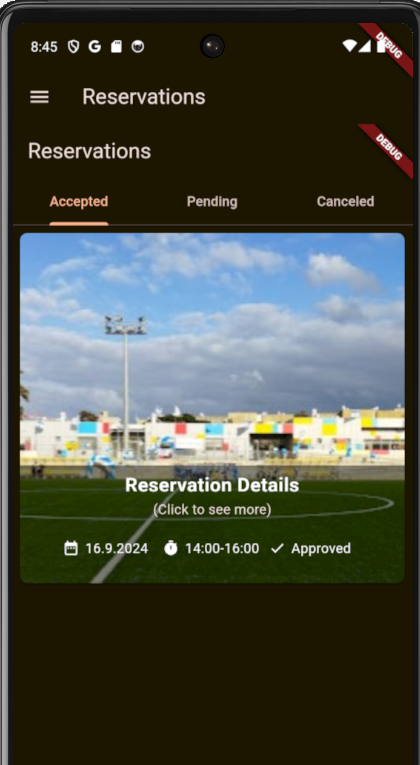 8:45
DEBUG
Reservations
Reservations
DEBUG
Accepted Pending Canceled
Reservation Details
(Click to see more)
16.9.2024 14:00-16:00 Approved